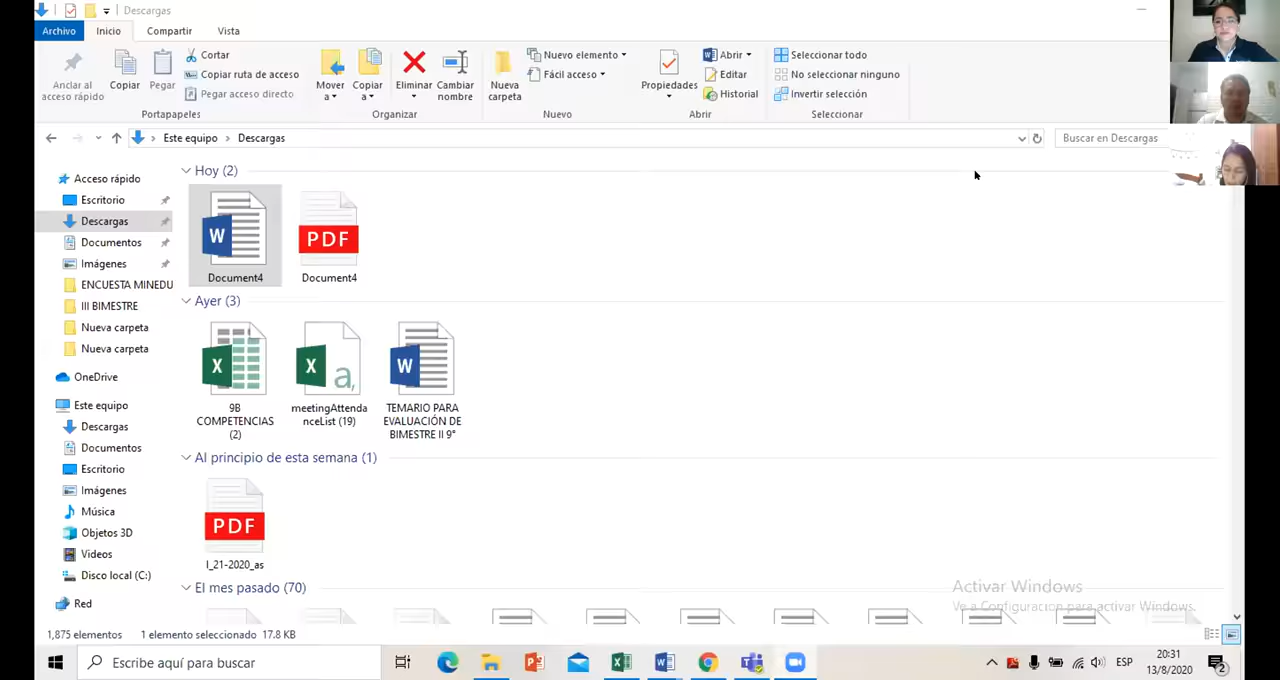 Descargas
Archivo Inicio Compartir Vista
Anclar al acceso rápido
Copiar
Pegar
Cortar
Copiar ruta de acceso
Pegar acceso directo
Mover a
Copiar a
Eliminar
Cambiar nombre
Nueva carpeta
Nuevo elemento
Fácil acceso
Propiedades
Abrir
Editar
Historial
Seleccionar todo
No seleccionar ninguno
Invertir selección
Portapapeles Organizar Nuevo Abrir Seleccionar
Este equipo > Descargas
Buscar en Descargas
Acceso rápido
Escritorio
Descargas
Documentos
Imágenes
ENCUESTA MINEDU
III BIMESTRE
Nueva carpeta
Nueva carpeta
OneDrive
Este equipo
Descargas
Documentos
Escritorio
Imágenes
Música
Objetos 3D
Videos
Disco local (C:)
Red
Hoy (2)
W
PDF
Document4
Document4
Ayer (3)
X
X a,
W
9B
COMPETENCIAS
(2)
meetingAttenda
nceList (19)
TEMARIO PARA
EVALUACIÓN DE
BIMESTRE II 9°
Al principio de esta semana (1)
PDF
I_21-2020_as
El mes pasado (70)
Activar Windows
Ve a Configuración para activar Windows.
1,875 elementos 1 elemento seleccionado 17.8 KB
Escribe aquí para buscar
ESP
20:31
13/8/2020
2